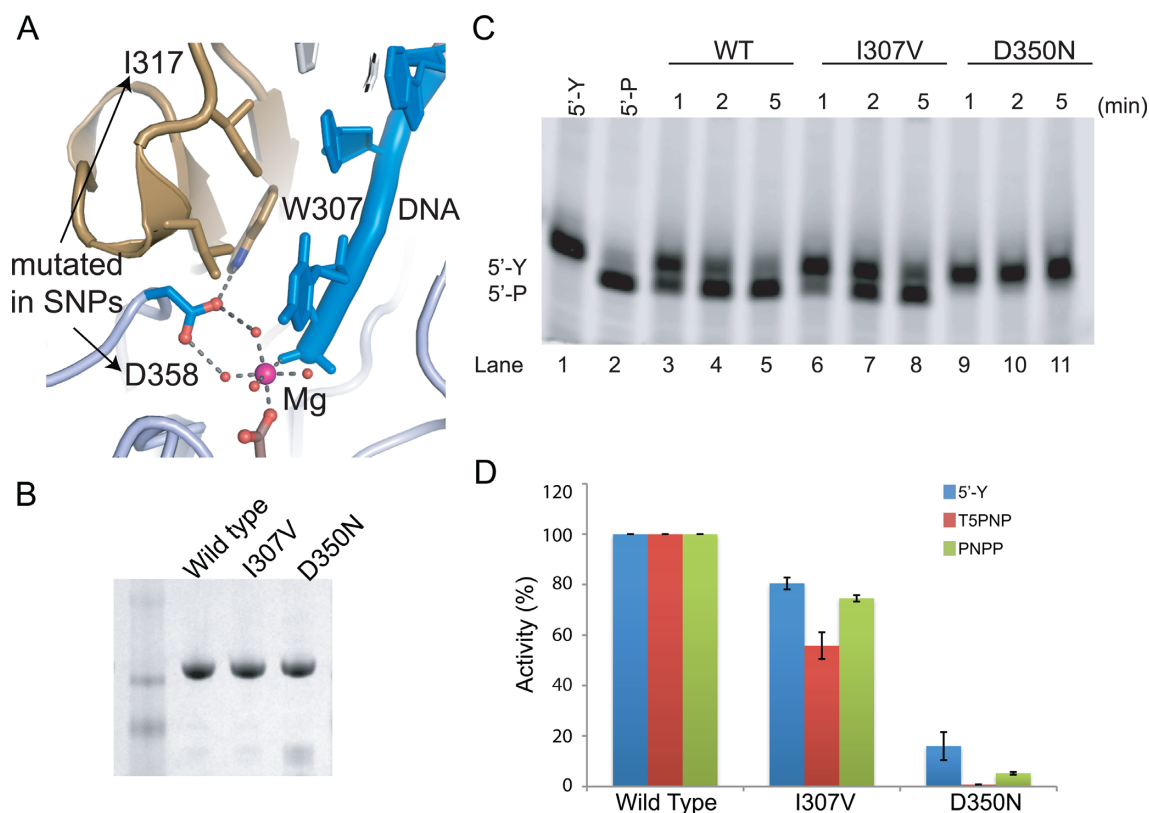 A
I317
W307 DNA
mutated
in SNPs
D358
Mg
B
Wild type
I307V
D350N
C
WT I307V D350N
5'-Y 5'-P 1 2 5 1 2 5 1 2 5 (min)
5'-Y
5'-P
Lane 1 2 3 4 5 6 7 8 9 10 11
D
120
100
80
60
40
20
0
Activity (%)
5'-Y
T5PNP
PNPP
Wild Type I307V D350N